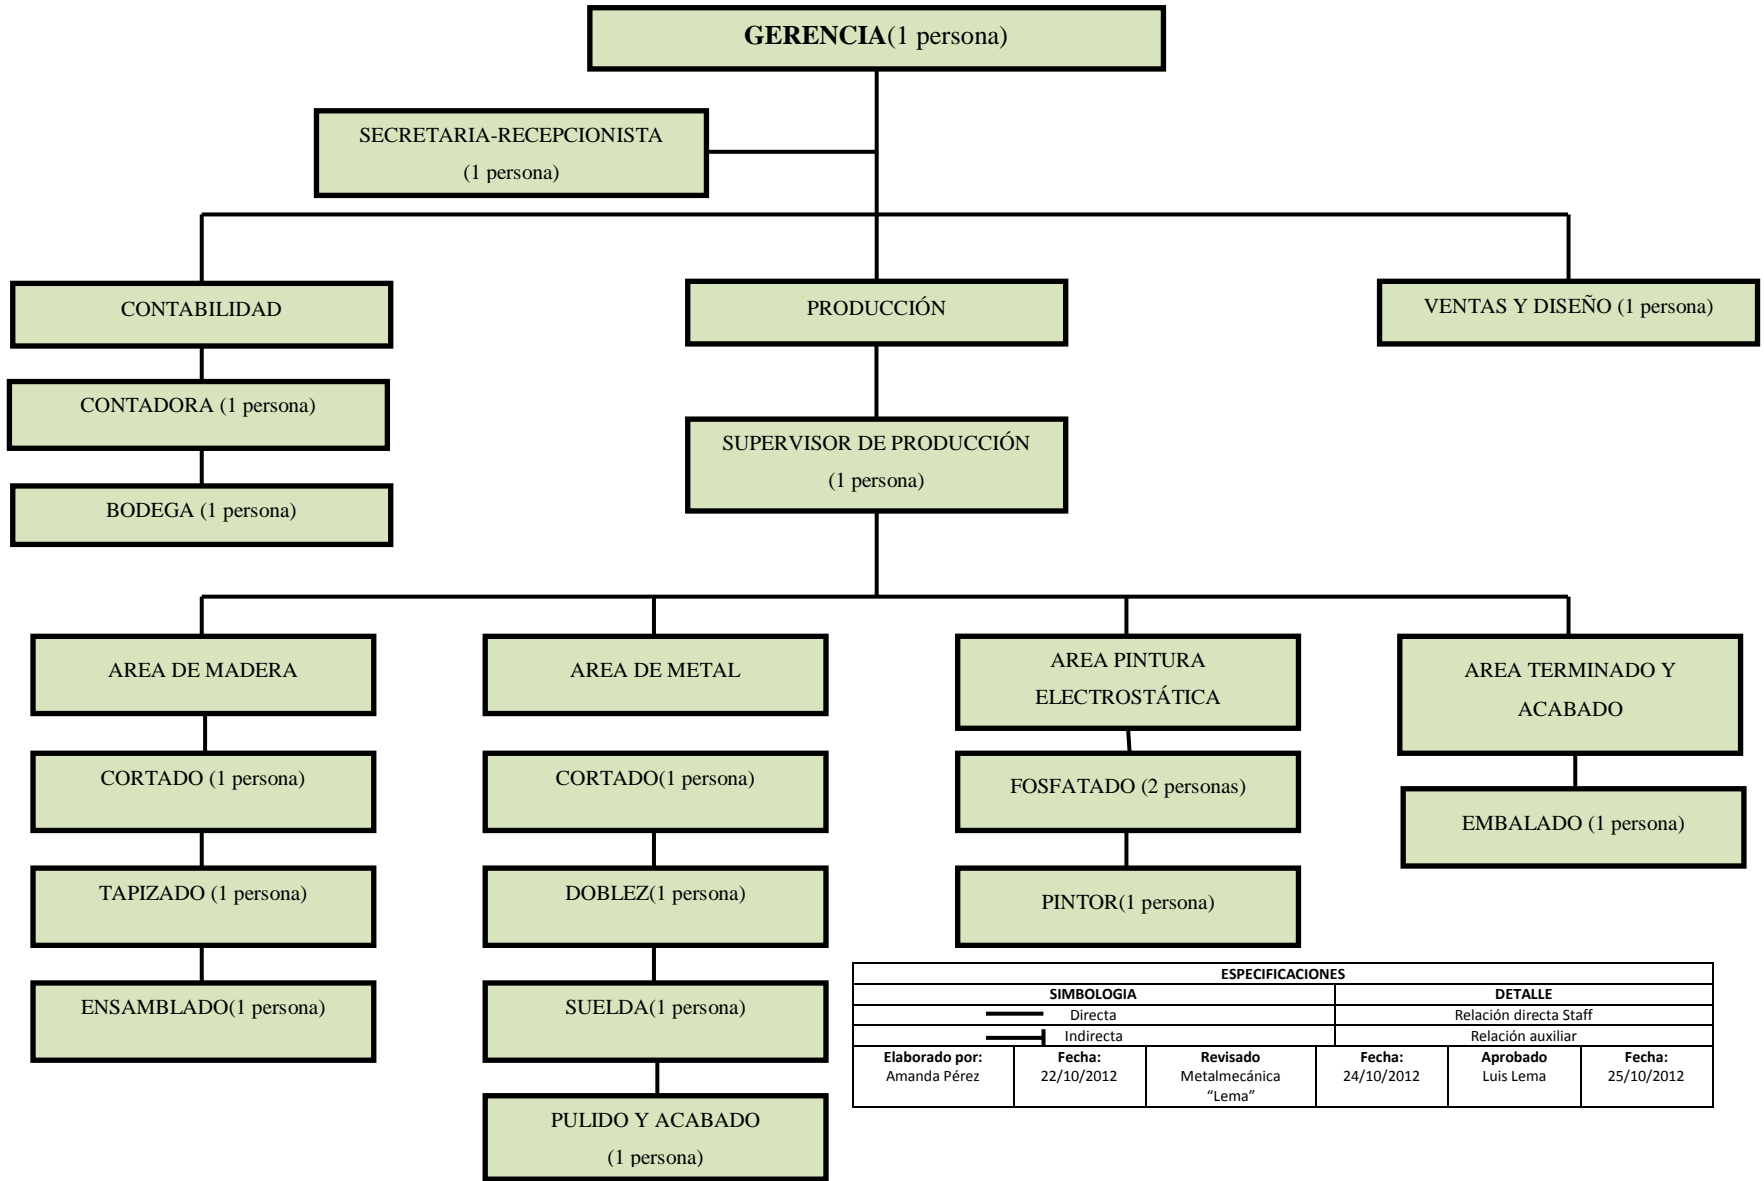 GERENCIA(1 persona)
SECRETARIA-RECEPCIONISTA
(1 persona)
CONTABILIDAD
PRODUCCIÓN
VENTAS Y DISEÑO (1 persona)
CONTADORA (1 persona)
SUPERVISOR DE PRODUCCIÓN
(1 persona)
BODEGA (1 persona)
AREA DE MADERA
AREA DE METAL
AREA PINTURA
ELECTROSTÁTICA
AREA TERMINADO Y
ACABADO
CORTADO (1 persona)
CORTADO(1 persona)
FOSFATADO (2 personas)
EMBALADO (1 persona)
TAPIZADO (1 persona)
DOBLEZ(1 persona)
PINTOR(1 persona)
ENSAMBLADO(1 persona)
SUELDA(1 persona)
PULIDO Y ACABADO
(1 persona)
ESPECIFICACIONES
SIMBOLOGIA DETALLE
Directa Relación directa Staff
Indirecta Relación auxiliar
Elaborado por: Fecha: Revisado Fecha: Aprobado Fecha:
Amanda Pérez 22/10/2012 Metalmecánica 24/10/2012 Luis Lema 25/10/2012
“Lema”